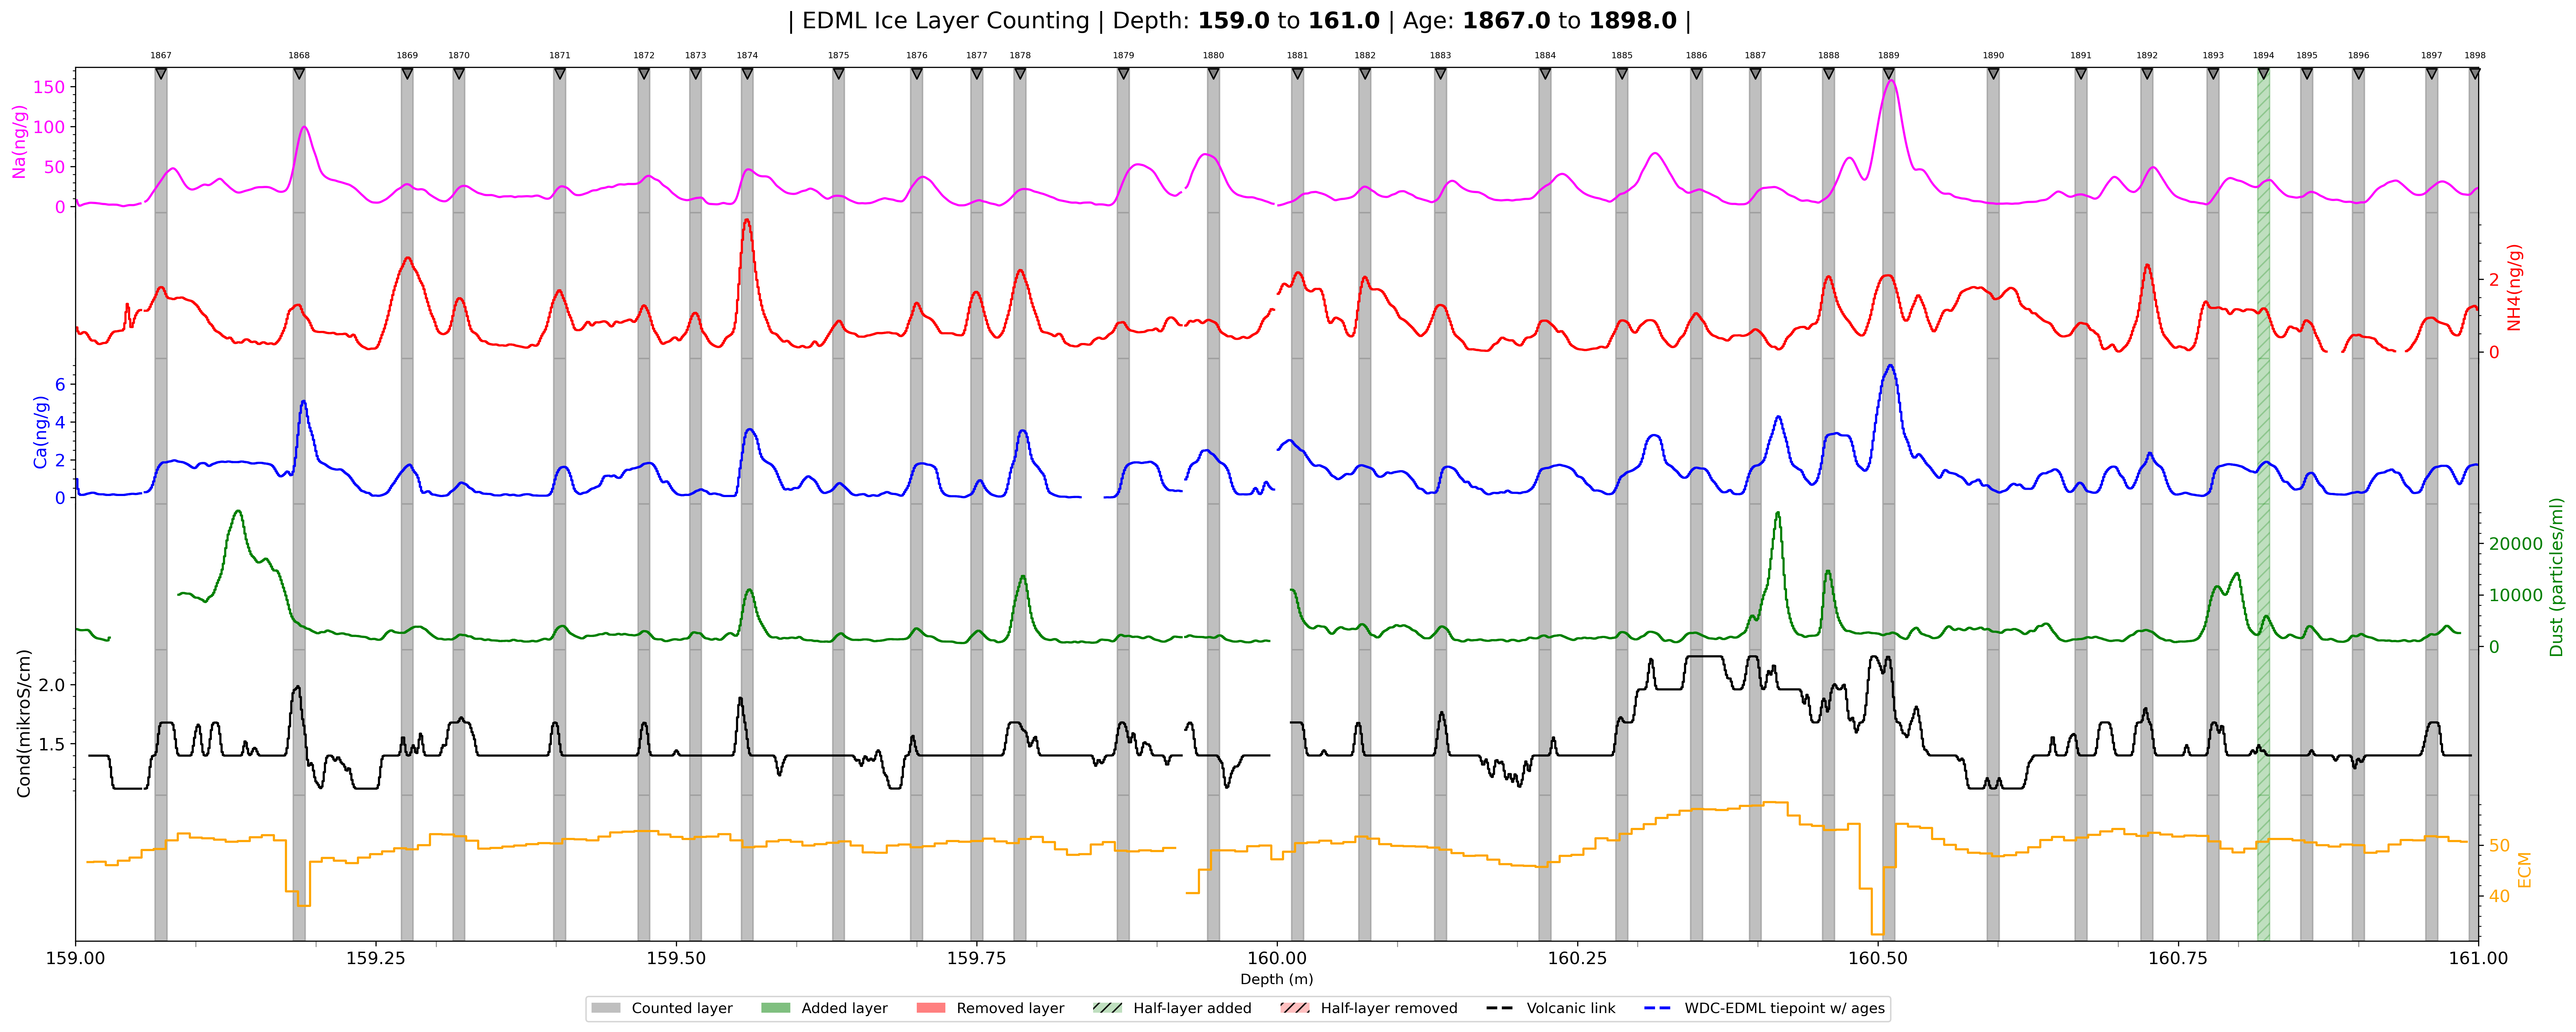 | EDML Ice Layer Counting | Depth: 159.0 to 161.0 | Age: 1867.0 to 1898.0 |
1867 1868 1869 1870 1871 1872 1873 1874 1875 1876 1877 1878 1879 1880 1881 1882 1883 1884 1885 1886 1887 1888 1889 1890 1891 1892 1893 1894 1895 1896 1897 1898
Na(ng/g)
150
100
50
0
NH4(ng/g)
2
0
Ca(ng/g)
6
4
2
0
Dust (particles/ml)
20000
10000
0
Cond(mikroS/cm)
2.0
1.5
ECM
50
40
159.00 159.25 159.50 159.75 160.00 160.25 160.50 160.75 161.00
Depth (m)
Counted layer Added layer Removed layer Half-layer added Half-layer removed Volcanic link WDC-EDML tiepoint w/ ages